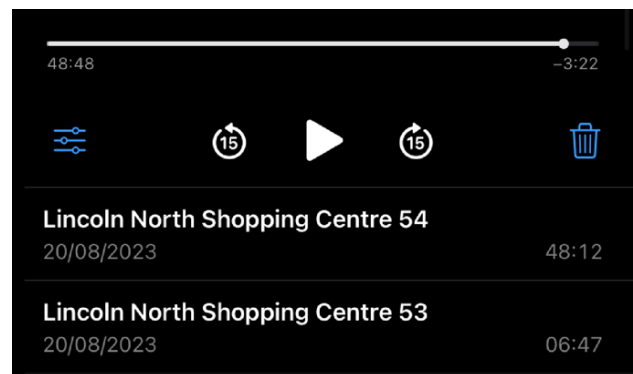 48:48 –3:22
15 15
Lincoln North Shopping Centre 54
20/08/2023 48:12
Lincoln North Shopping Centre 53
20/08/2023 06:47